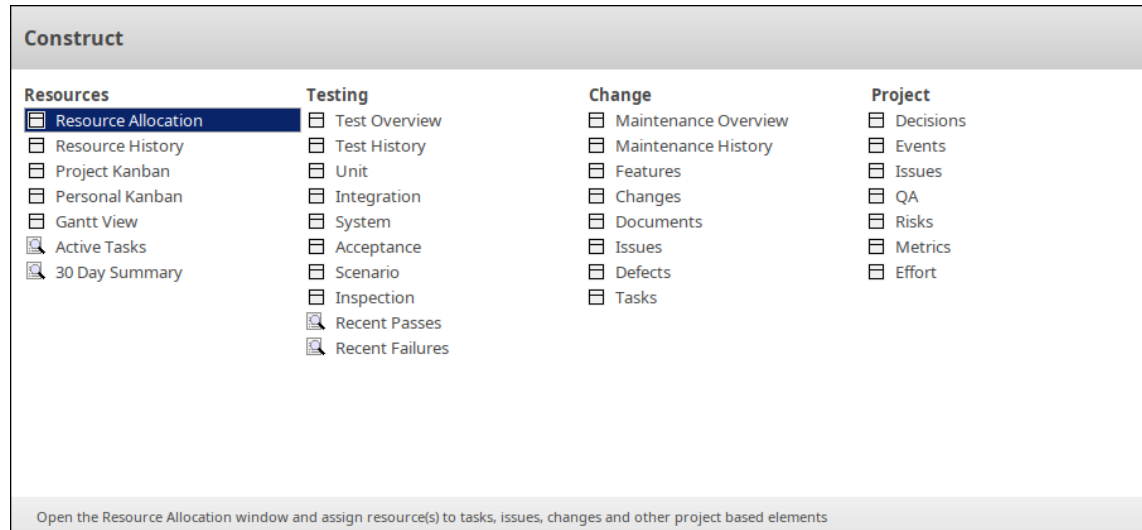 Construct
Resources
Resource Allocation
Resource History
Project Kanban
Personal Kanban
Gantt View
Active Tasks
30 Day Summary
Testing
Test Overview
Test History
Unit
Integration
System
Acceptance
Scenario
Inspection
Recent Passes
Recent Failures
Change
Maintenance Overview
Maintenance History
Features
Changes
Documents
Issues
Defects
Tasks
Project
Decisions
Events
Issues
QA
Risks
Metrics
Effort
Open the Resource Allocation window and assign resource(s) to tasks, issues, changes and other project based elements